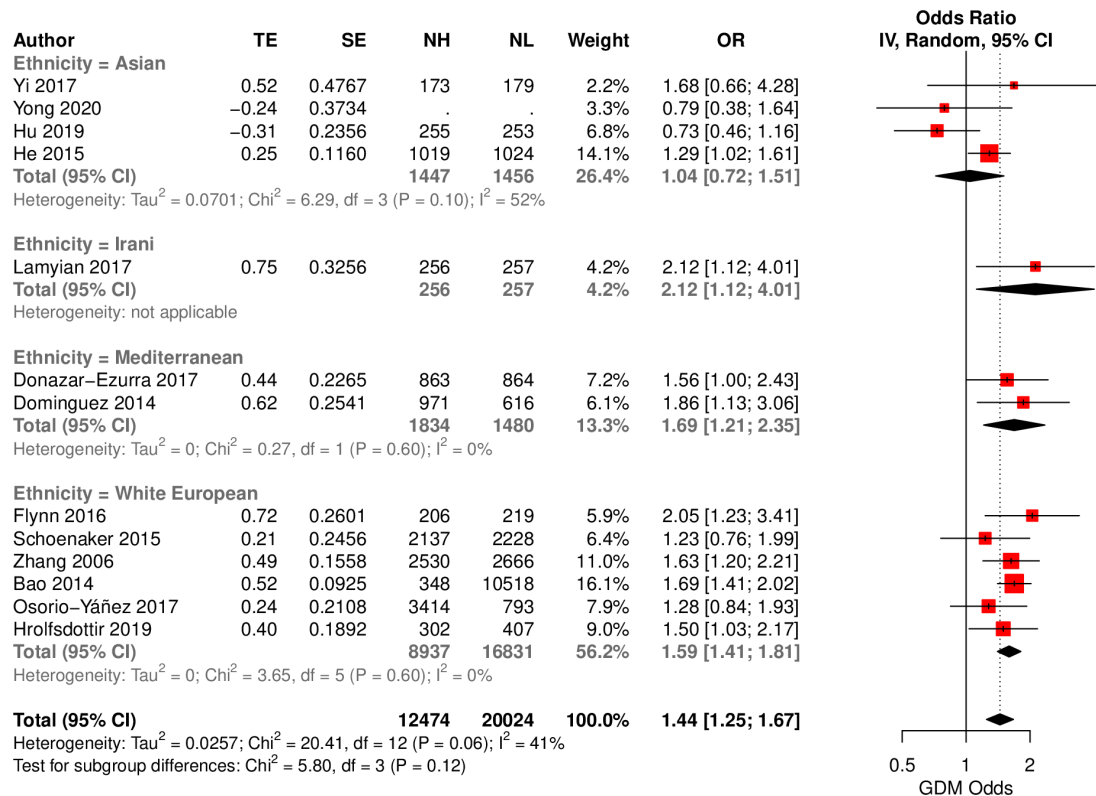 Odds Ratio
Author TE SE NH NL Weight OR IV, Random, 95% CI
Ethnicity = Asian
Yi 2017 0.52 0.4767 173 179 2.2% 1.68 [0.66; 4.28]
Yong 2020 −0.24 0.3734 . . 3.3% 0.79 [0.38; 1.64]
Hu 2019 −0.31 0.2356 255 253 6.8% 0.73 [0.46; 1.16]
He 2015 0.25 0.1160 1019 1024 14.1% 1.29 [1.02; 1.61]
Total (95% CI) 1447 1456 26.4% 1.04 [0.72; 1.51]
Heterogeneity: Tau² = 0.0701; Chi² = 6.29, df = 3 (P = 0.10); I² = 52%
Ethnicity = Irani
Lamyian 2017 0.75 0.3256 256 257 4.2% 2.12 [1.12; 4.01]
Total (95% CI) 256 257 4.2% 2.12 [1.12; 4.01]
Heterogeneity: not applicable
Ethnicity = Mediterranean
Donazar−Ezurra 2017 0.44 0.2265 863 864 7.2% 1.56 [1.00; 2.43]
Dominguez 2014 0.62 0.2541 971 616 6.1% 1.86 [1.13; 3.06]
Total (95% CI) 1834 1480 13.3% 1.69 [1.21; 2.35]
Heterogeneity: Tau² = 0; Chi² = 0.27, df = 1 (P = 0.60); I² = 0%
Ethnicity = White European
Flynn 2016 0.72 0.2601 206 219 5.9% 2.05 [1.23; 3.41]
Schoenaker 2015 0.21 0.2456 2137 2228 6.4% 1.23 [0.76; 1.99]
Zhang 2006 0.49 0.1558 2530 2666 11.0% 1.63 [1.20; 2.21]
Bao 2014 0.52 0.0925 348 10518 16.1% 1.69 [1.41; 2.02]
Osorio−Yáñez 2017 0.24 0.2108 3414 793 7.9% 1.28 [0.84; 1.93]
Hrolfsdottir 2019 0.40 0.1892 302 407 9.0% 1.50 [1.03; 2.17]
Total (95% CI) 8937 16831 56.2% 1.59 [1.41; 1.81]
Heterogeneity: Tau² = 0; Chi² = 3.65, df = 5 (P = 0.60); I² = 0%
Total (95% CI) 12474 20024 100.0% 1.44 [1.25; 1.67]
Heterogeneity: Tau² = 0.0257; Chi² = 20.41, df = 12 (P = 0.06); I² = 41%
Test for subgroup differences: Chi² = 5.80, df = 3 (P = 0.12)
0.5 1 2
GDM Odds